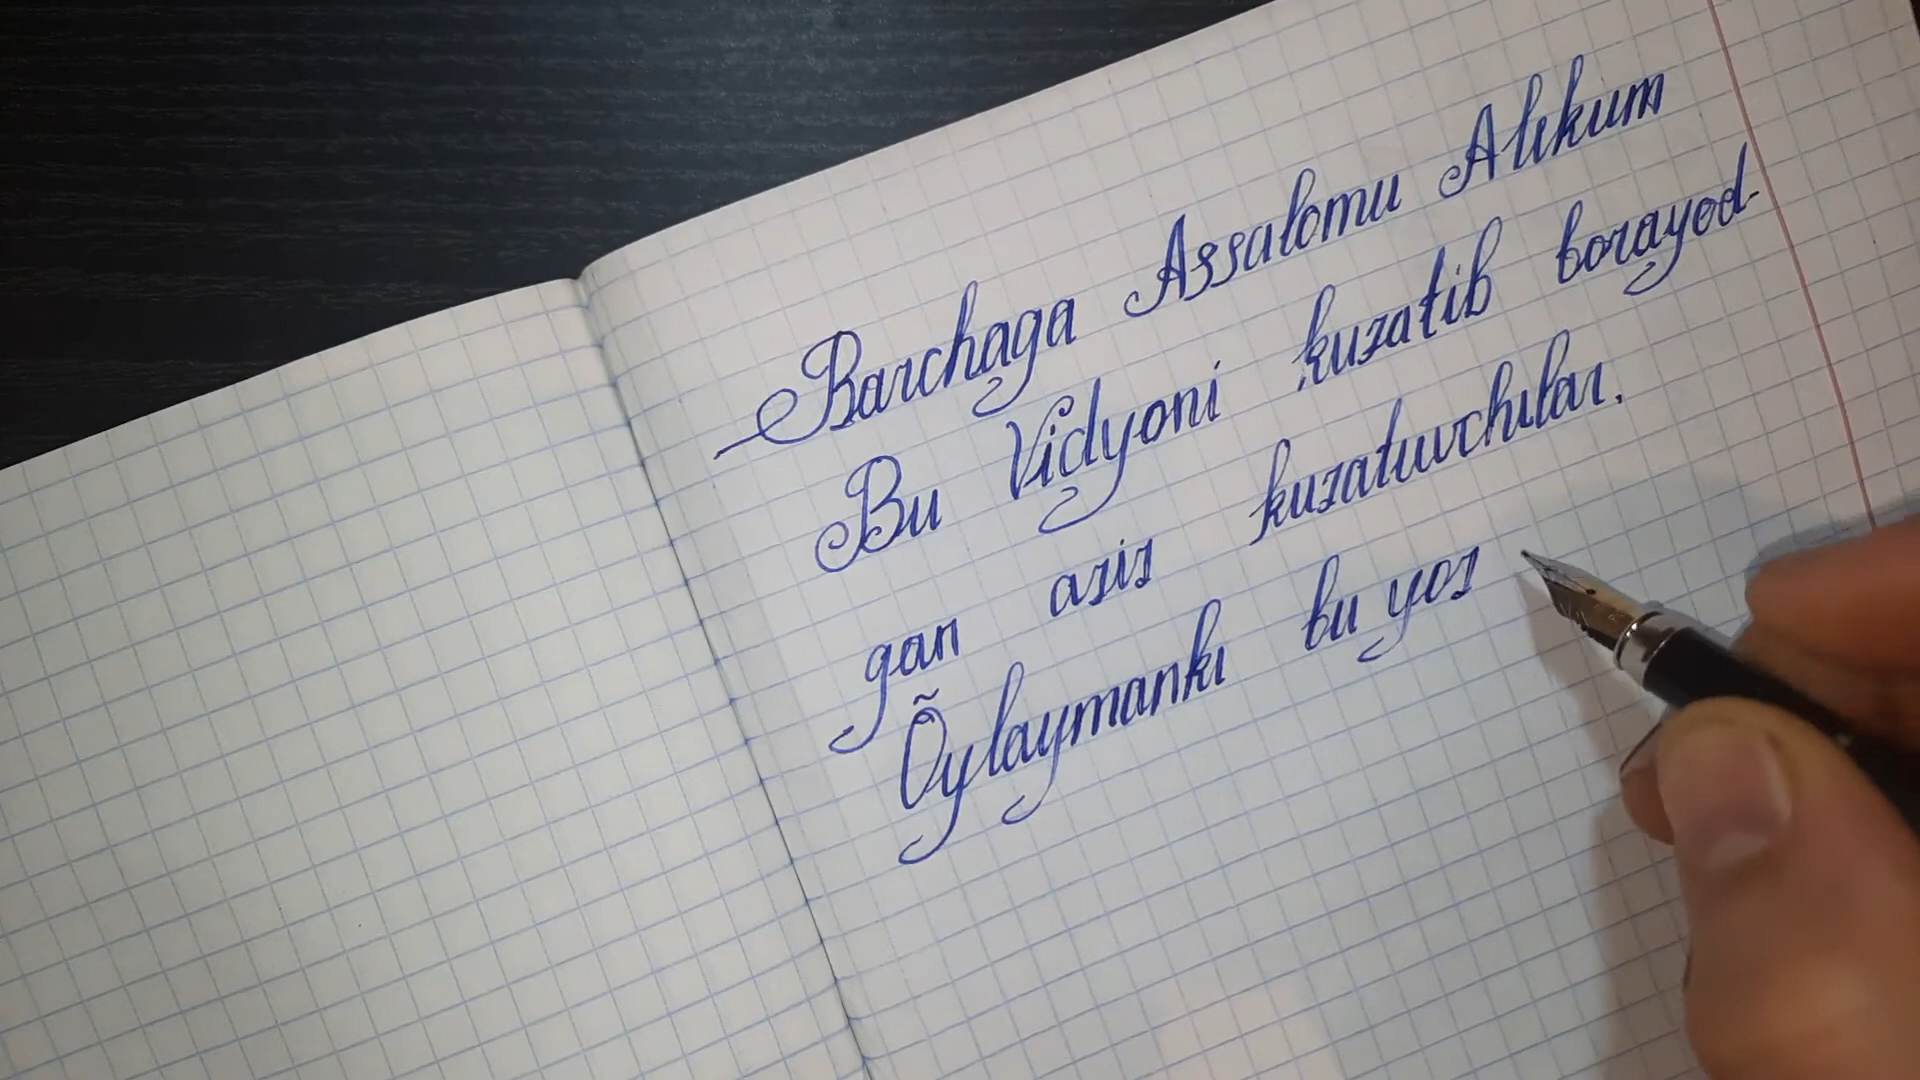 Barchaga Assalomu Alekum
Bu Vidyoni kuzatib borayod-
gan aziz kuzatuvchilar.
Õylaymanki bu yoz